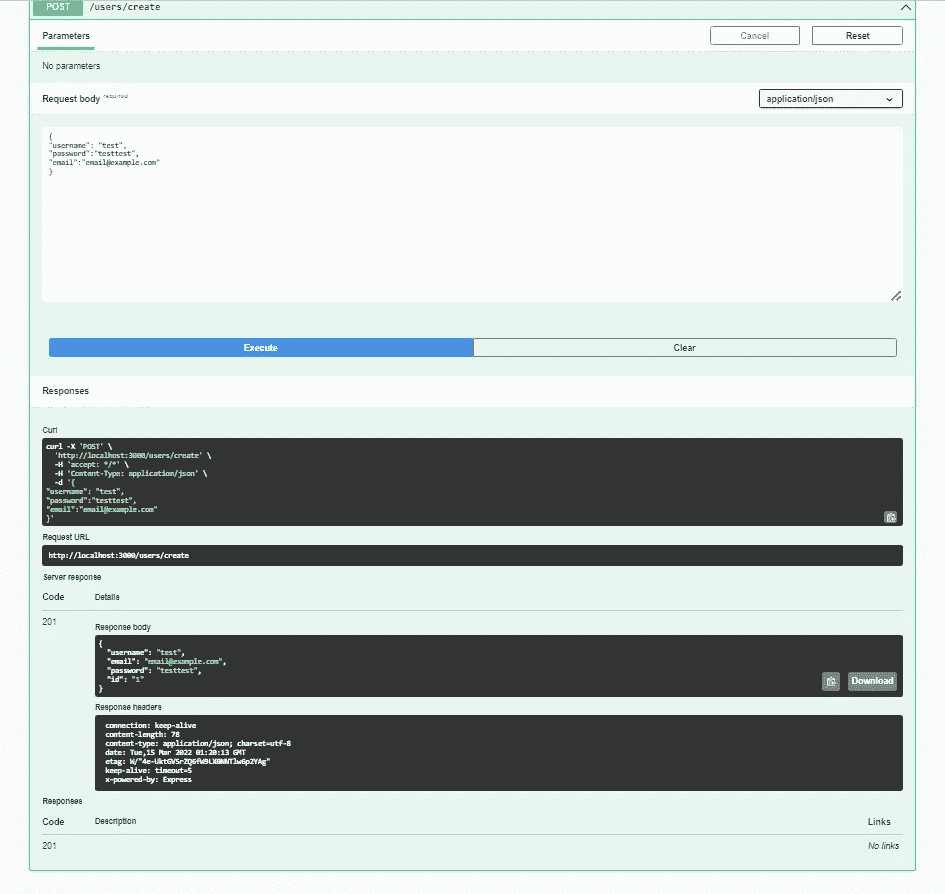 POST /users/create
Parameters
Cancel
Reset
No parameters
Request body required
application/json
{
"username": "test",
"password":"testtest",
"email":"email@example.com"
}
Execute
Clear
Responses
Curl
curl -X 'POST' \
'http://localhost:3000/users/create' \
-H 'accept: */*' \
-H 'Content-Type: application/json' \
-d '{
"username": "test",
"password":"testtest",
"email":"email@example.com"
}'
Request URL
http://localhost:3000/users/create
Server response
Code Details
201
Response body
{
"username": "test",
"email": "email@example.com",
"password": "testtest",
"id": "1"
}
Download
Response headers
connection: keep-alive
content-length: 78
content-type: application/json; charset=utf-8
date: Tue,15 Mar 2022 01:20:13 GMT
keep-alive: timeout=5
x-powered-by: Express
Responses
Code Description Links
201 No links